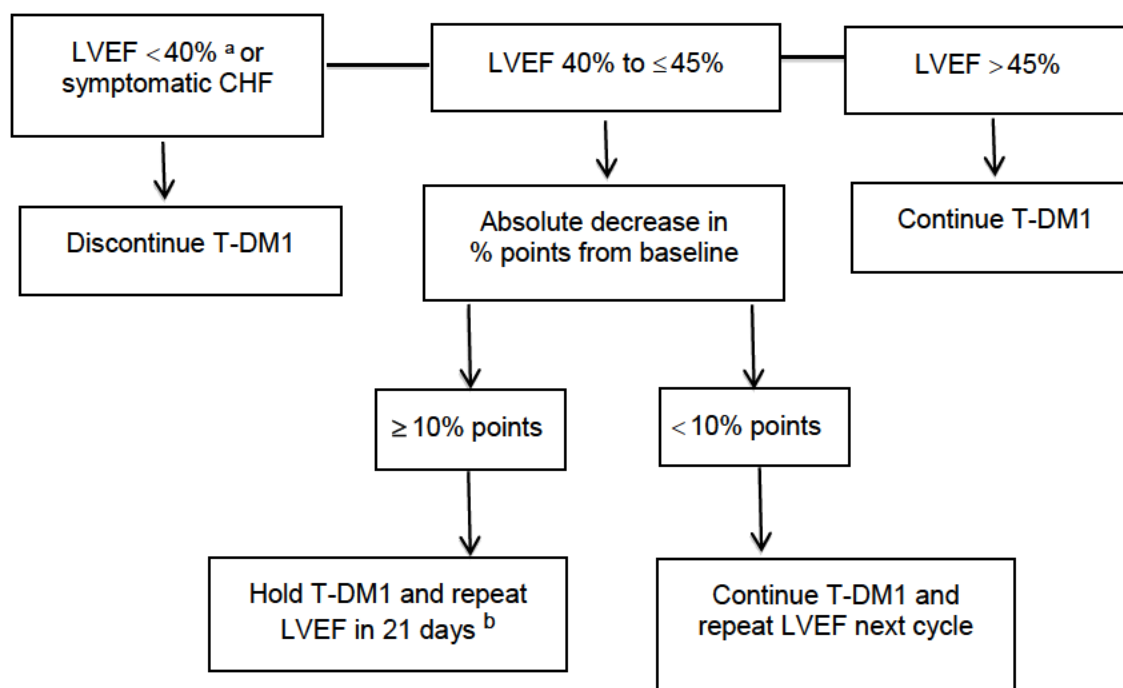 LVEF < 40% a or
symptomatic CHF
LVEF 40% to ≤ 45%
LVEF > 45%
Discontinue T-DM1
Absolute decrease in
% points from baseline
Continue T-DM1
≥ 10% points
< 10% points
Hold T-DM1 and repeat
LVEF in 21 days b
Continue T-DM1 and
repeat LVEF next cycle